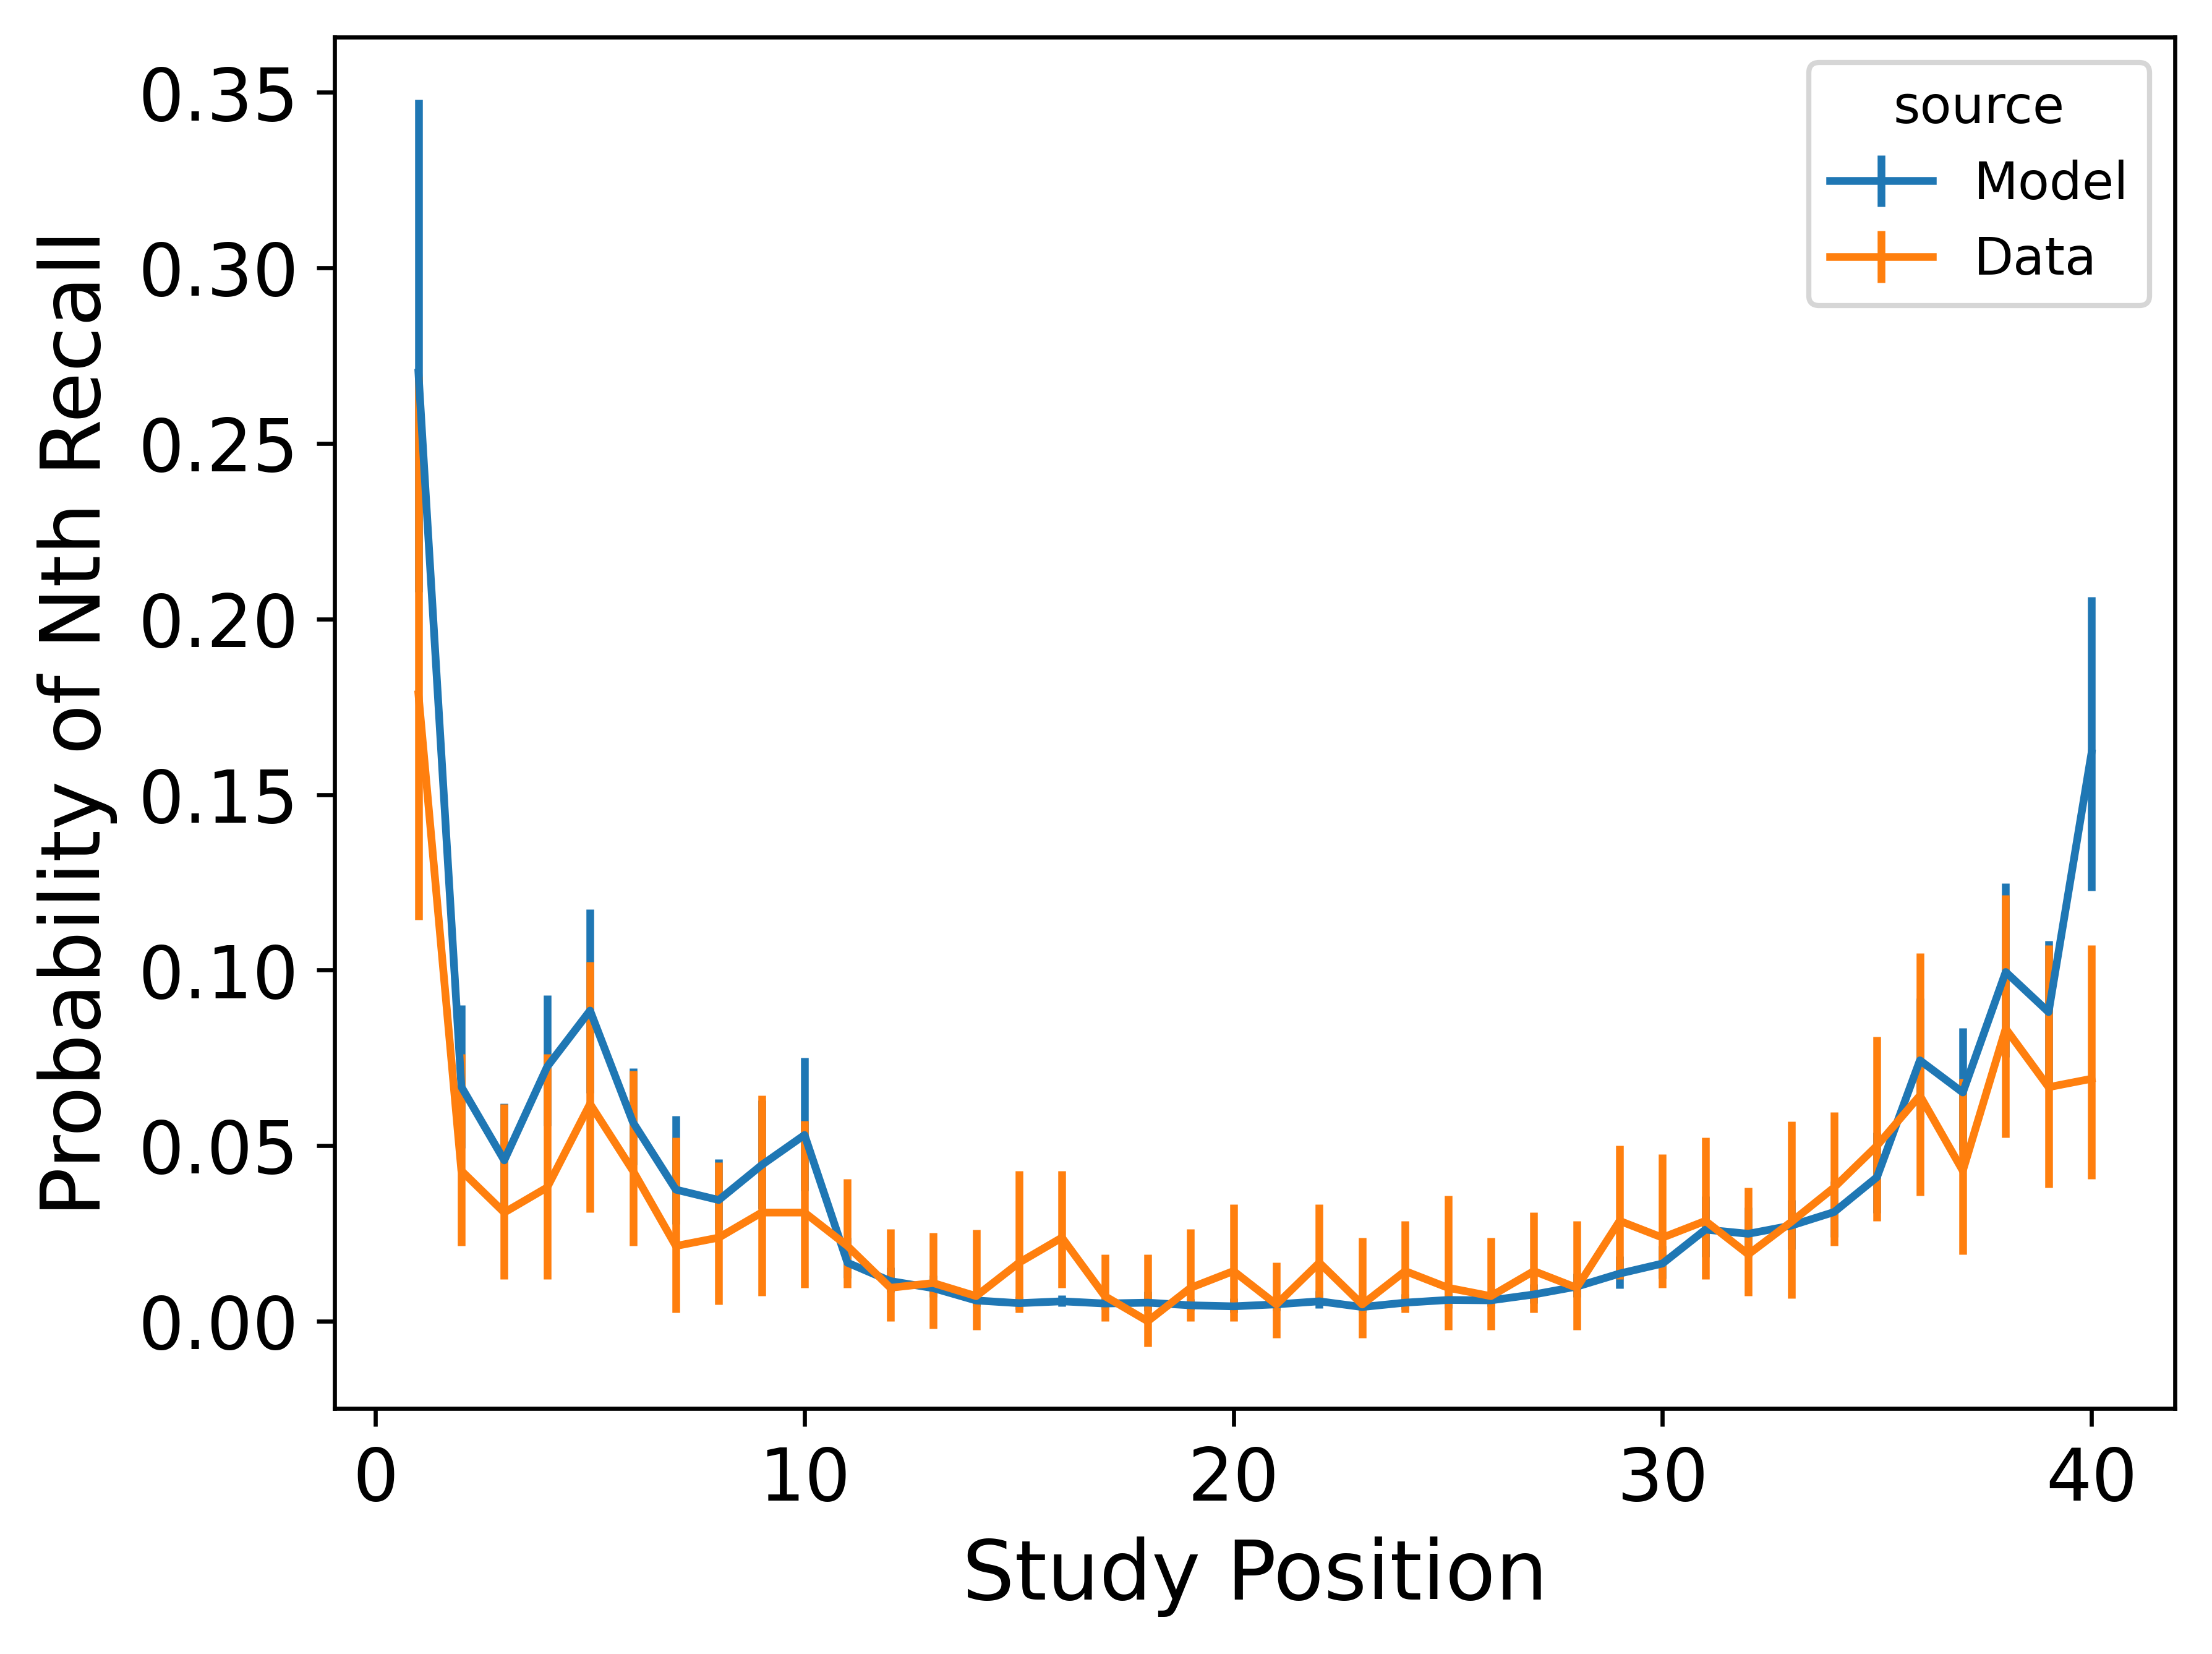 source
Model
Data
Probability of Nth Recall
0.35
0.30
0.25
0.20
0.15
0.10
0.05
0.00
0 10 20 30 40
Study Position